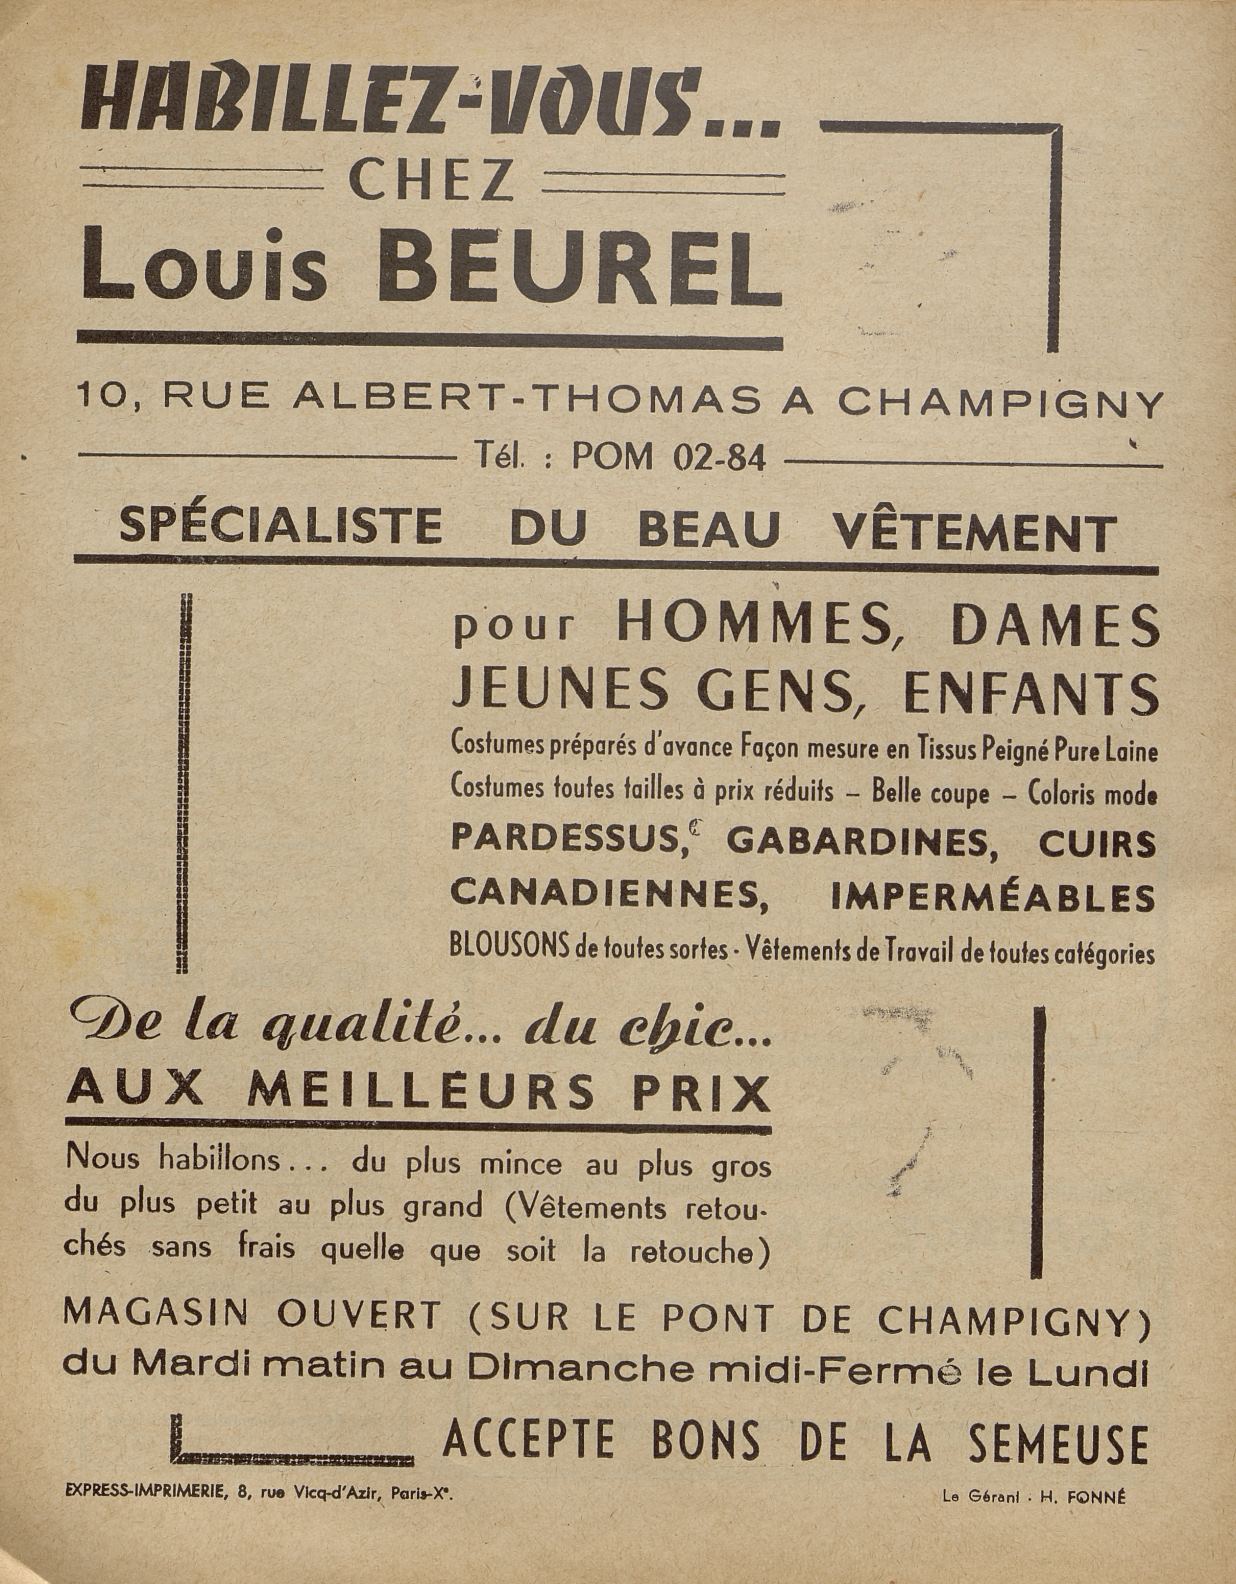 HABILLEZ-VOUS...
CHEZ
Louis BEUREL
10, RUE ALBERT-THOMAS A CHAMPIGNY
Tél. : POM 02-84
SPÉCIALISTE DU BEAU VÊTEMENT
pour HOMMES, DAMES
JEUNES GENS, ENFANTS
Costumes préparés d'avance Façon mesure en Tissus Peigné Pure Laine
Costumes toutes tailles à prix réduits – Belle coupe – Coloris mode
PARDESSUS, GABARDINES, CUIRS
CANADIENNES, IMPERMÉABLES
BLOUSONS de toutes sortes - Vêtements de Travail de toutes catégories
De la qualité... du chic...
AUX MEILLEURS PRIX
Nous habillons... du plus mince au plus gros
du plus petit au plus grand (Vêtements retou-
chés sans frais quelle que soit la retouche)
MAGASIN OUVERT (SUR LE PONT DE CHAMPIGNY)
du Mardi matin au Dimanche midi-Fermé le Lundi
ACCEPTE BONS DE LA SEMEUSE
EXPRESS-IMPRIMERIE, 8, rue Vicq-d'Azir, Paris-Xe.
Le Gérant - H. FONNÉ